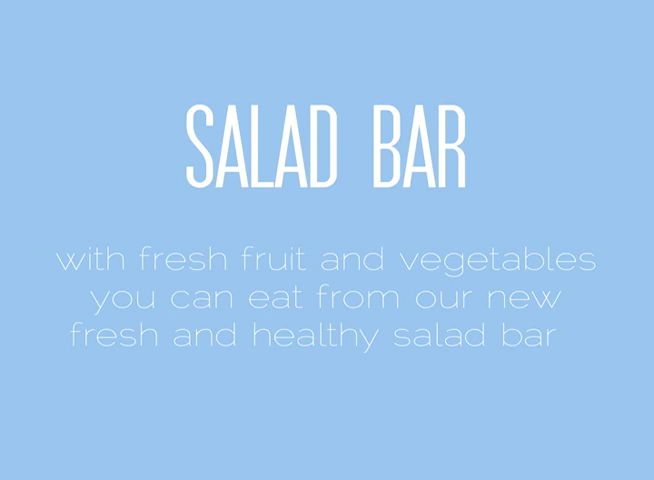 SALAD BAR
with fresh fruit and vegetables
you can eat from our new
fresh and healthy salad bar